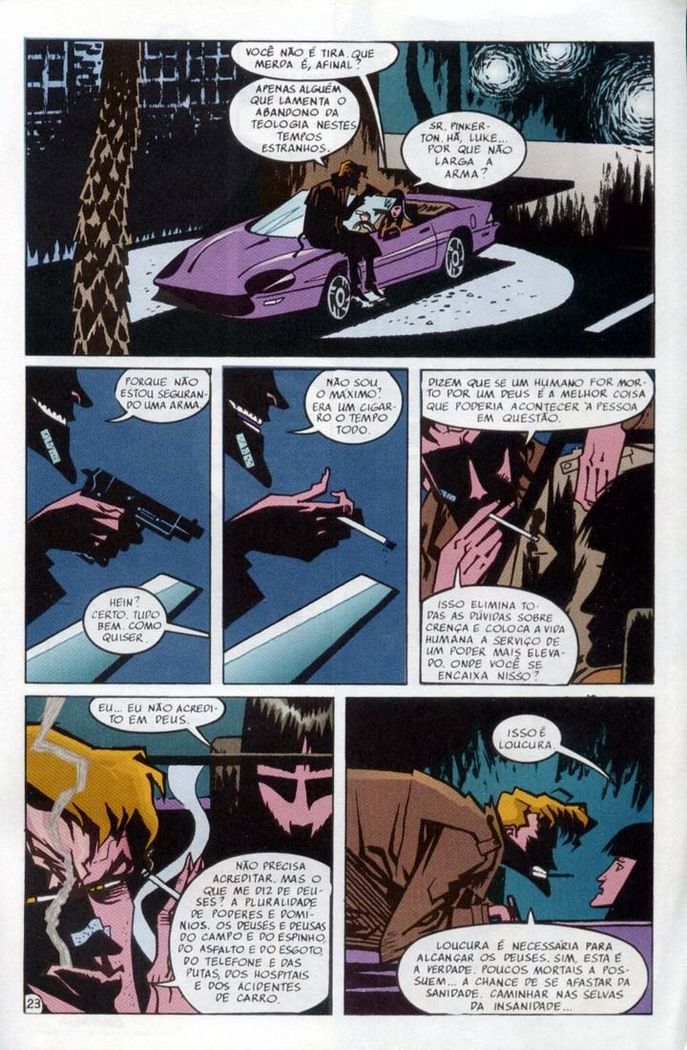 VOCÊ NÃO É TIRA. QUE
MERDA É, AFINAL?
APENAS ALGUÉM
QUE LAMENTA O
ABANDONO DA
TEOLOGIA NESTES
TEMPOS
ESTRANHOS.
SR. PINKER-
TON. HÃ, LUKE...
POR QUE NÃO
LARGA A
ARMA?
PORQUE NÃO
ESTOU SEGURAN-
DO UMA ARMA.
HEIN?
CERTO. TUDO
BEM. COMO
QUISER.
NÃO SOU
O MÁXIMO?
ERA UM CIGAR-
RO O TEMPO
TODO.
DIZEM QUE SE UM HUMANO FOR MOR-
TO POR UM DEUS É A MELHOR COISA
QUE PODERIA ACONTECER À PESSOA
EM QUESTÃO.
ISSO ELIMINA TO-
DAS AS DÚVIDAS SOBRE
CRENÇA E COLOCA A VIDA
HUMANA A SERVIÇO DE
UM PODER MAIS ELEVA-
DO. ONDE VOCÊ SE
ENCAIXA NISSO?
EU... EU NÃO ACREDI-
TO EM DEUS.
NÃO PRECISA
ACREDITAR. MAS O
QUE ME DIZ DE DEU-
SES? A PLURALIDADE
DE PODERES E DOMÍ-
NIOS. OS DEUSES E DEUSAS
DO CAMPO E DO ESPINHO,
DO ASFALTO E DO ESGOTO,
DO TELEFONE E DAS
PUTAS, DOS HOSPITAIS
E DOS ACIDENTES
DE CARRO.
23
ISSO É
LOUCURA.
LOUCURA É NECESSÁRIA PARA
ALCANÇAR OS DEUSES. SIM, ESTA É
A VERDADE. POUCOS MORTAIS A POS-
SUEM... A CHANCE DE SE AFASTAR DA
SANIDADE. CAMINHAR NAS SELVAS
DA INSANIDADE...